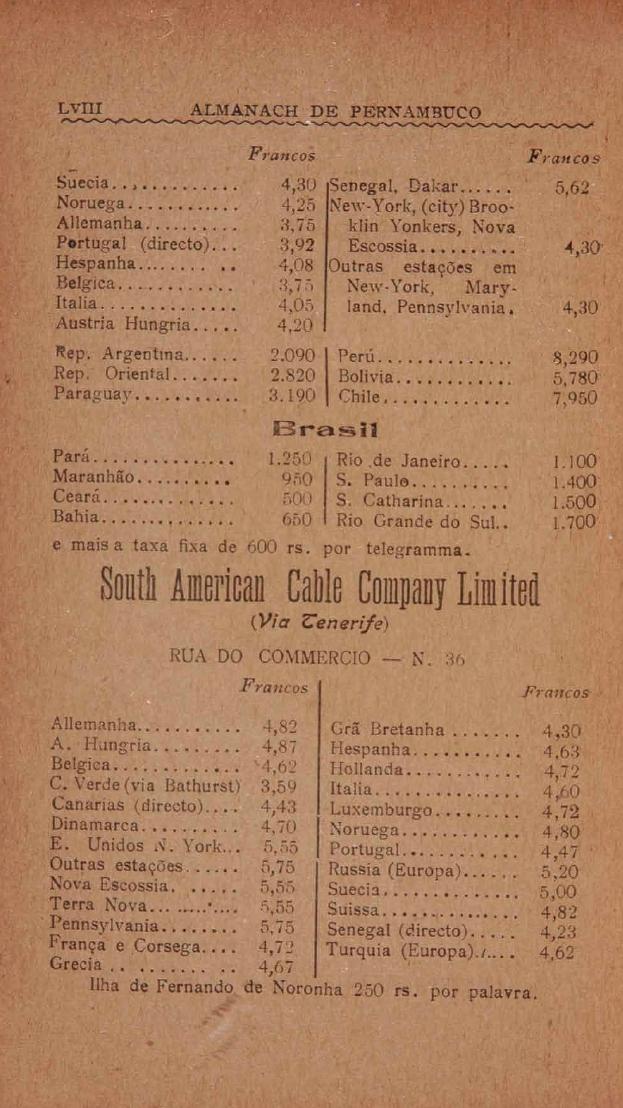 LVIII ALMANACH DE PERNAMBUCO
Francos
Suecia............ 4,30
Noruega............ 4,25
Allemanha.......... 3,75
Portugal (directo)... 3,92
Hespanha........ .. 4,08
Belgica............ 3,75
Italia.............. 4,05
Austria Hungria..... 4,20
Francos
Senegal, Dakar...... 5,62
New-York, (city) Broo-
klin Yonkers, Nova
Escossia.......... 4,30
Outras estações em
New-York, Mary-
land, Pennsylvania. 4,30
Rep. Argentina...... 2.090
Rep. Oriental....... 2.820
Paraguay........... 3.190
Perú.............. 8,290
Bolivia............ 5,780
Chile............. 7,950
Brasil
Pará.............. 1.250
Maranhão.......... 950
Ceará............. 500
Bahia............. 650
Rio de Janeiro..... 1.100
S. Paulo.......... 1.400
S. Catharina....... 1.500
Rio Grande do Sul.. 1.700
e mais a taxa fixa de 600 rs. por telegramma.
South American Cable Company Limited
(Via Tenerife)
RUA DO COMMERCIO — N. 36
Francos
Allemanha........... 4,82
A. Hungria......... 4,87
Belgica............. 4,62
C. Verde (via Bathurst) 3,59
Canarias (directo).... 4,43
Dinamarca.......... 4,70
E. Unidos N. York... 5,55
Outras estações...... 5,75
Nova Escossia. ..... 5,55
Terra Nova... ......... 5,55
Pennsylvania........ 5,75
França e Corsega.... 4,72
Grecia .. ........ .. 4,67
Francos
Grã Bretanha ....... 4,30
Hespanha........... 4,63
Hollanda............ 4,72
Italia............... 4,60
Luxemburgo......... 4,72
Noruega............ 4,80
Portugal............ 4,47
Russia (Europa)...... 5,20
Suecia.............. 5,00
Suissa.............. 4,82
Senegal (directo)..... 4,23
Turquia (Europa)..... 4,62
Ilha de Fernando de Noronha 250 rs. por palavra.